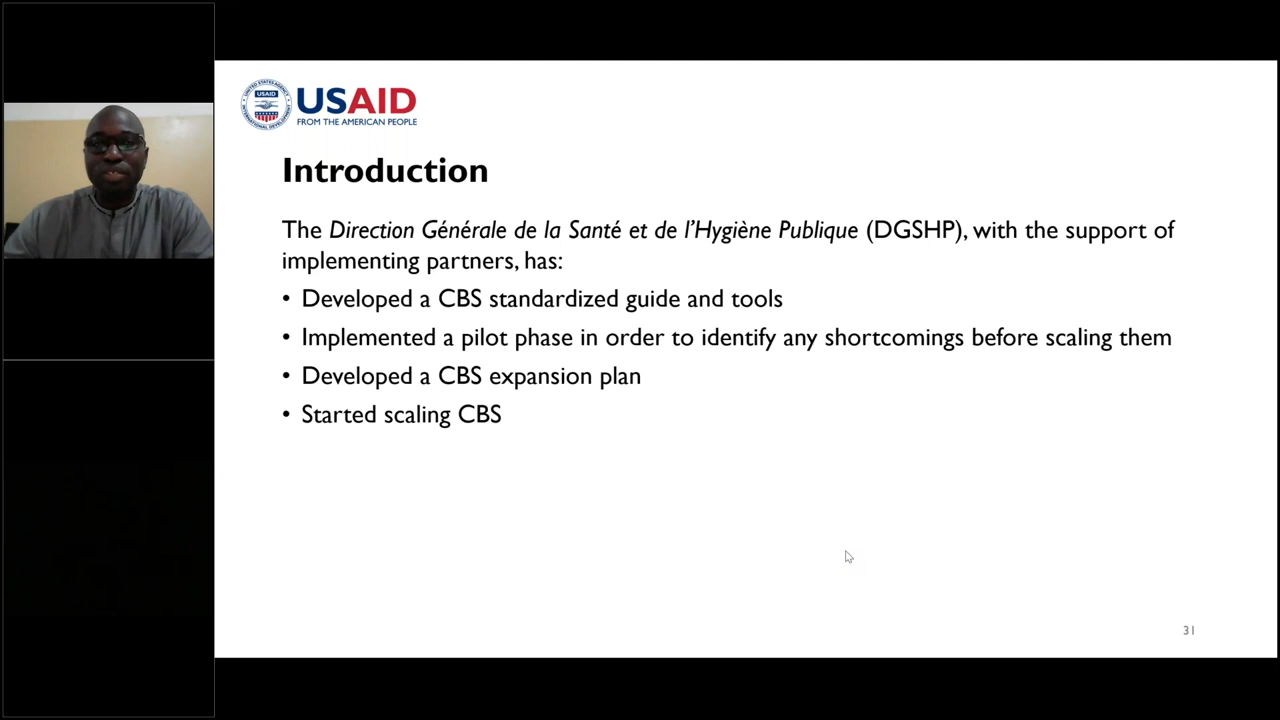 USAID
FROM THE AMERICAN PEOPLE
Introduction
The Direction Générale de la Santé et de l’Hygiène Publique (DGSHP), with the support of
implementing partners, has:
• Developed a CBS standardized guide and tools
• Implemented a pilot phase in order to identify any shortcomings before scaling them
• Developed a CBS expansion plan
• Started scaling CBS
31